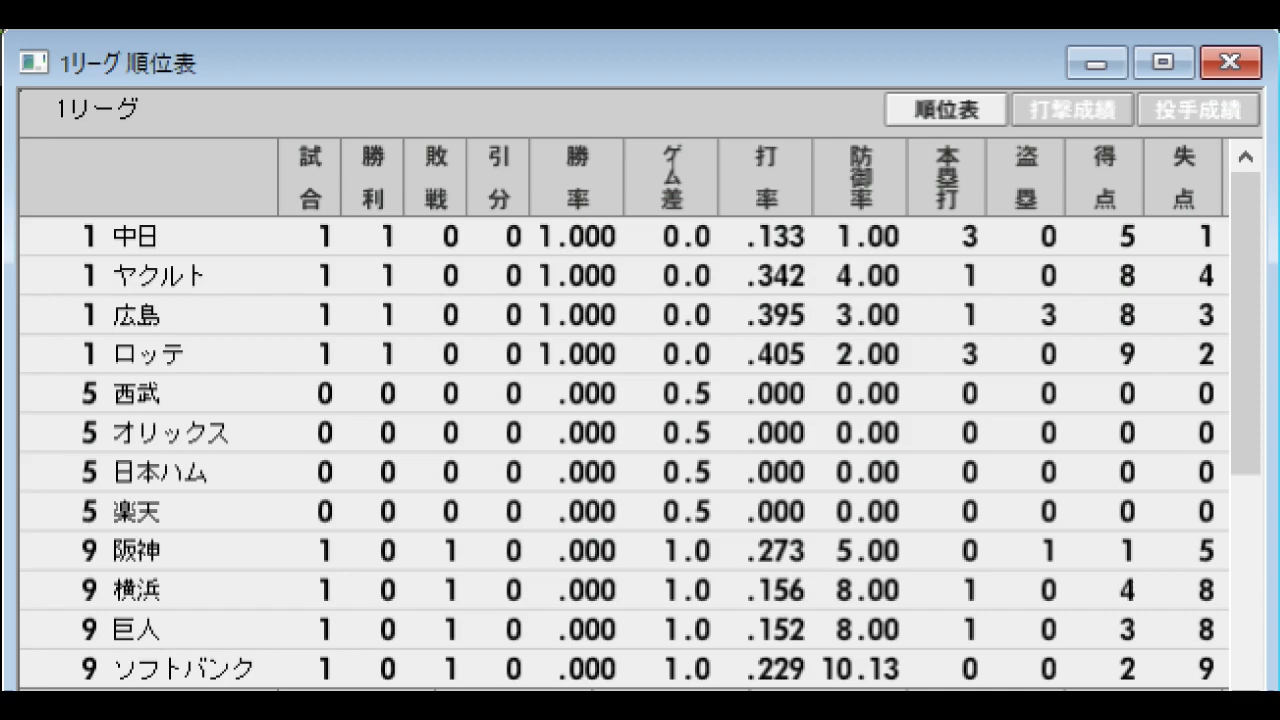 1リーグ 順位表
1リーグ 順位表 打撃成績 投手成績
試合 勝利 敗戦 引分 勝率 ゲーム差 打率 防御率 本塁打 盗塁 得点 失点
1 中日 1 1 0 0 1.000 0.0 .133 1.00 3 0 5 1
1 ヤクルト 1 1 0 0 1.000 0.0 .342 4.00 1 0 8 4
1 広島 1 1 0 0 1.000 0.0 .395 3.00 1 3 8 3
1 ロッテ 1 1 0 0 1.000 0.0 .405 2.00 3 0 9 2
5 西武 0 0 0 0 .000 0.5 .000 0.00 0 0 0 0
5 オリックス 0 0 0 0 .000 0.5 .000 0.00 0 0 0 0
5 日本ハム 0 0 0 0 .000 0.5 .000 0.00 0 0 0 0
5 楽天 0 0 0 0 .000 0.5 .000 0.00 0 0 0 0
9 阪神 1 0 1 0 .000 1.0 .273 5.00 0 1 1 5
9 横浜 1 0 1 0 .000 1.0 .156 8.00 1 0 4 8
9 巨人 1 0 1 0 .000 1.0 .152 8.00 1 0 3 8
9 ソフトバンク 1 0 1 0 .000 1.0 .229 10.13 0 0 2 9